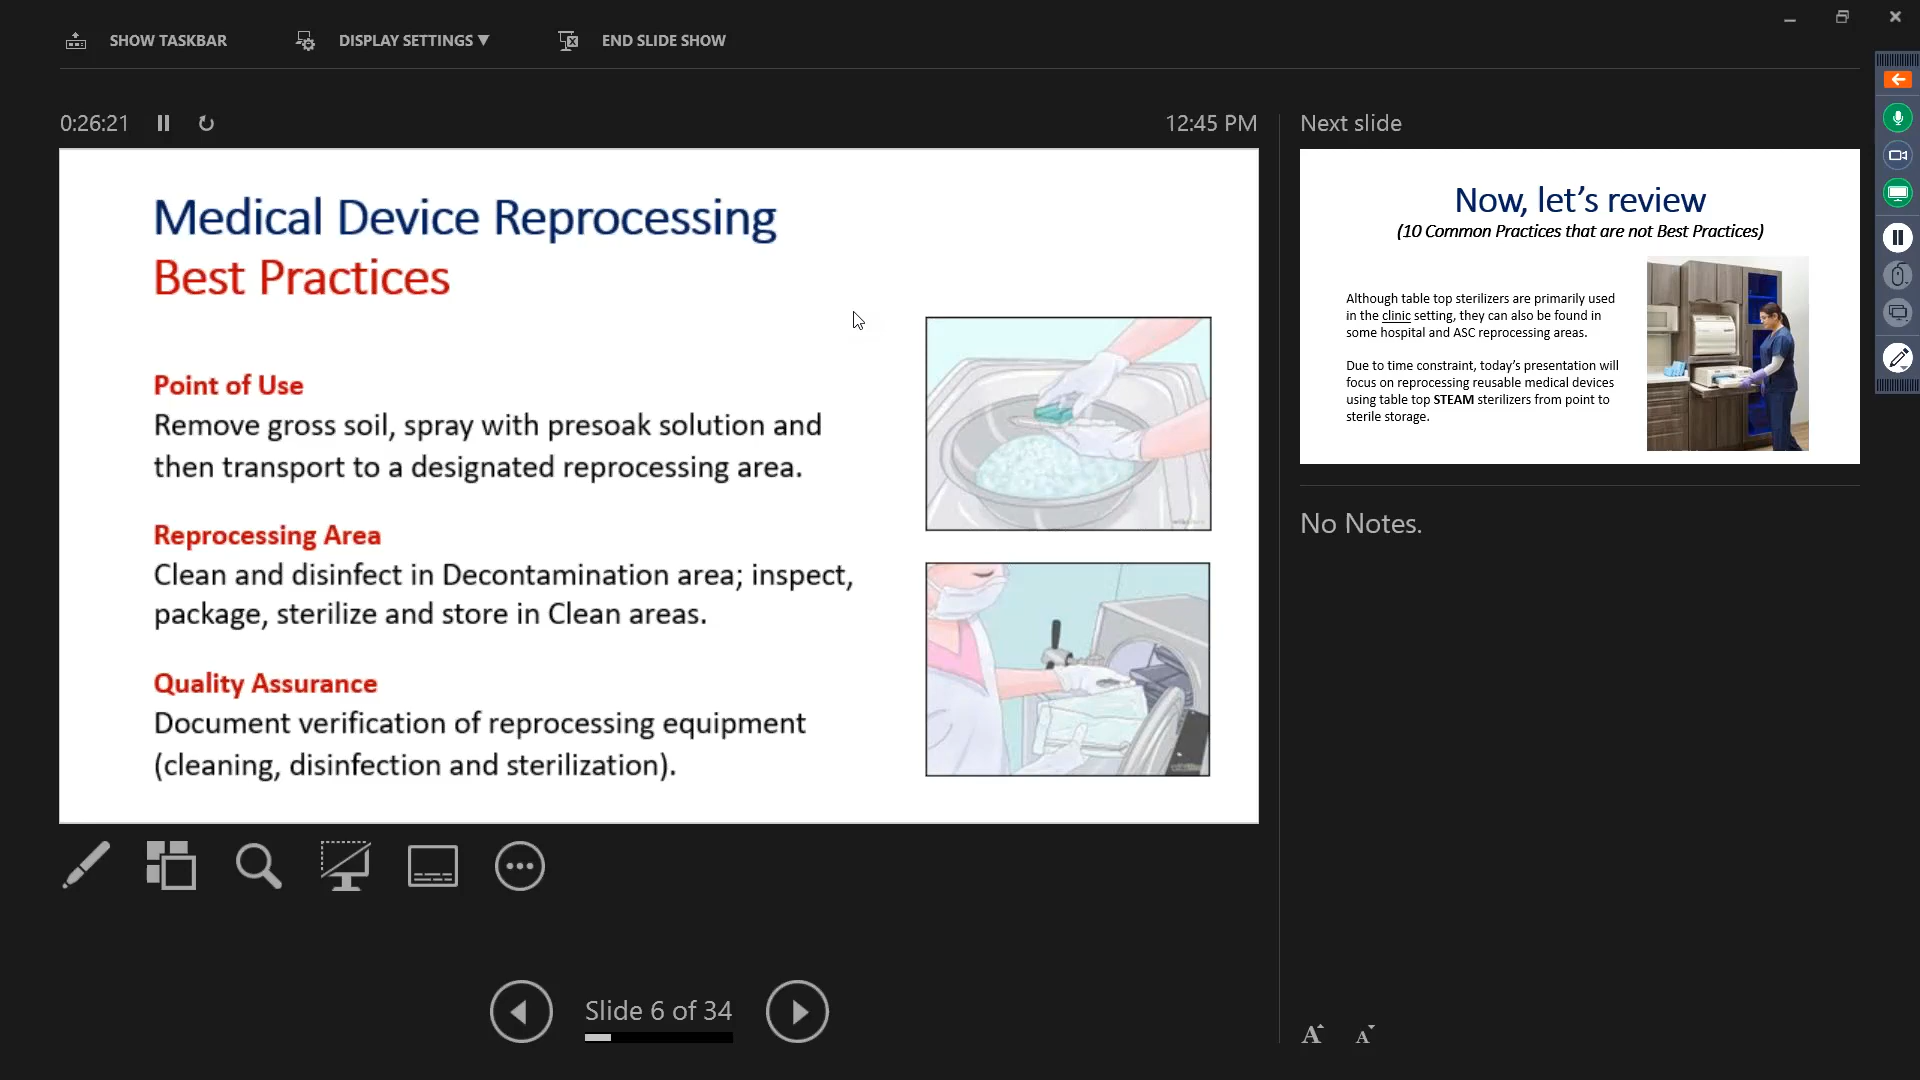 SHOW TASKBAR
DISPLAY SETTINGS ▼
END SLIDE SHOW
0:26:21
12:45 PM
Medical Device Reprocessing
Best Practices
Point of Use
Remove gross soil, spray with presoak solution and
then transport to a designated reprocessing area.
Reprocessing Area
Clean and disinfect in Decontamination area; inspect,
package, sterilize and store in Clean areas.
Quality Assurance
Document verification of reprocessing equipment
(cleaning, disinfection and sterilization).
Slide 6 of 34
Next slide
Now, let’s review
(10 Common Practices that are not Best Practices)
Although table top sterilizers are primarily used
in the clinic setting, they can also be found in
some hospital and ASC reprocessing areas.
Due to time constraint, today’s presentation will
focus on reprocessing reusable medical devices
using table top STEAM sterilizers from point to
sterile storage.
No Notes.
A A